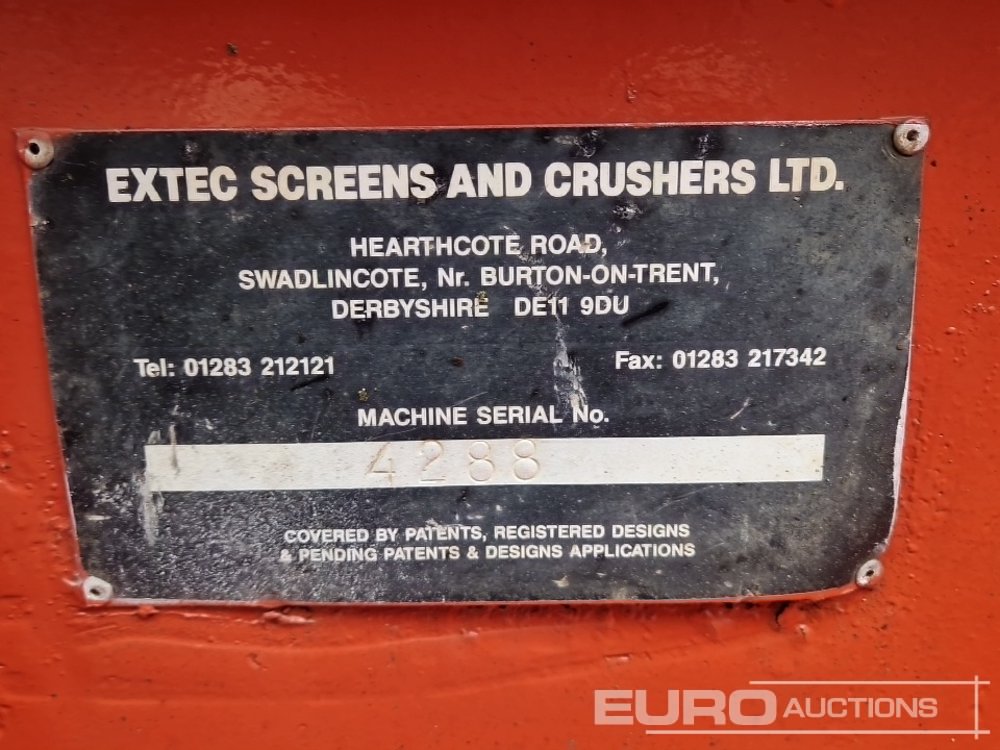 EXTEC SCREENS AND CRUSHERS LTD.
HEARTHCOTE ROAD,
SWADLINCOTE, Nr. BURTON-ON-TRENT,
DERBYSHIRE DE11 9DU
Tel: 01283 212121 Fax: 01283 217342
MACHINE SERIAL No.
4288
COVERED BY PATENTS, REGISTERED DESIGNS
& PENDING PATENTS & DESIGNS APPLICATIONS
EURO AUCTIONS